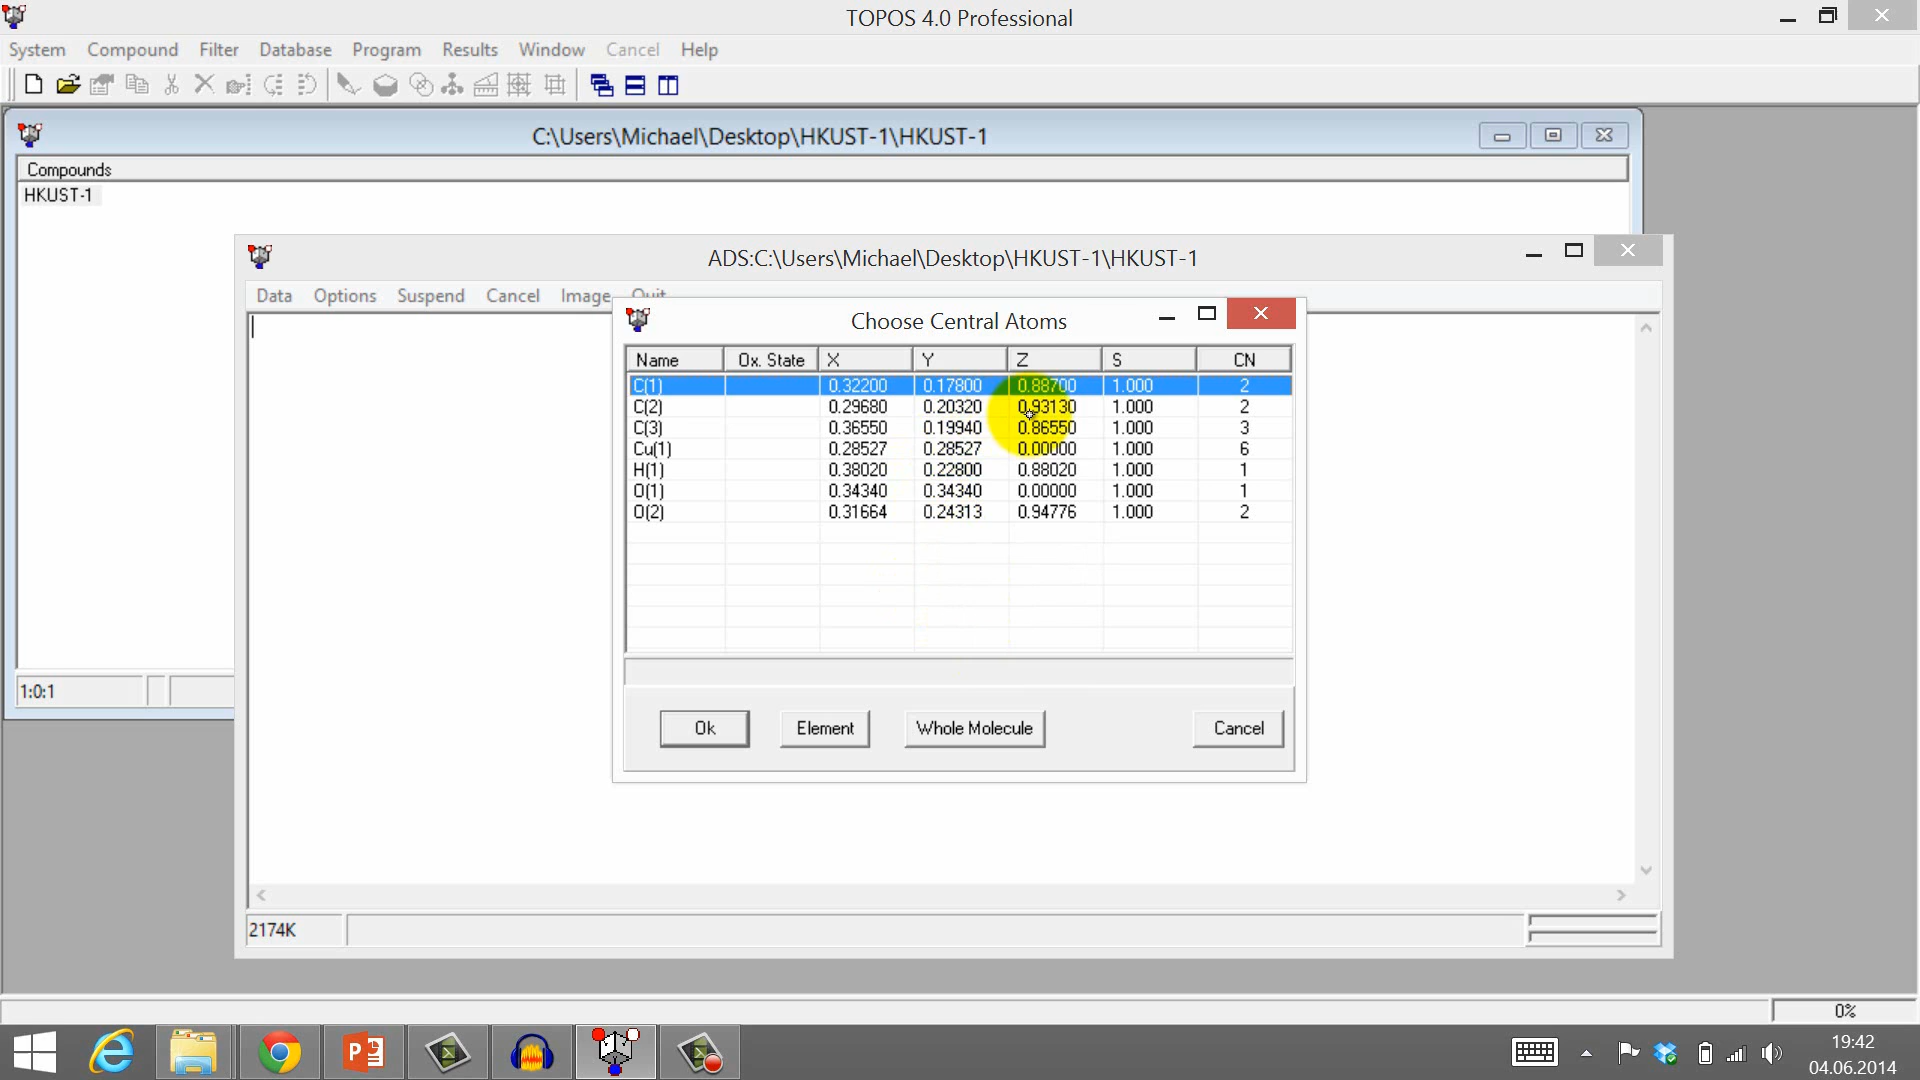 TOPOS 4.0 Professional
System Compound Filter Database Program Results Window Cancel Help
C:\Users\Michael\Desktop\HKUST-1\HKUST-1
Compounds
HKUST-1
ADS:C:\Users\Michael\Desktop\HKUST-1\HKUST-1
Data Options Suspend Cancel Image Quit
Choose Central Atoms
Name Ox. State X Y Z S CN
C(1) 0.32200 0.17800 0.88700 1.000 2
C(2) 0.29680 0.20320 0.93130 1.000 2
C(3) 0.36550 0.19940 0.86550 1.000 3
Cu(1) 0.28527 0.28527 0.00000 1.000 6
H(1) 0.38020 0.22800 0.88020 1.000 1
O(1) 0.34340 0.34340 0.00000 1.000 1
O(2) 0.31664 0.24313 0.94776 1.000 2
1:0:1
Ok Element Whole Molecule Cancel
2174K
0%
19:42
04.06.2014